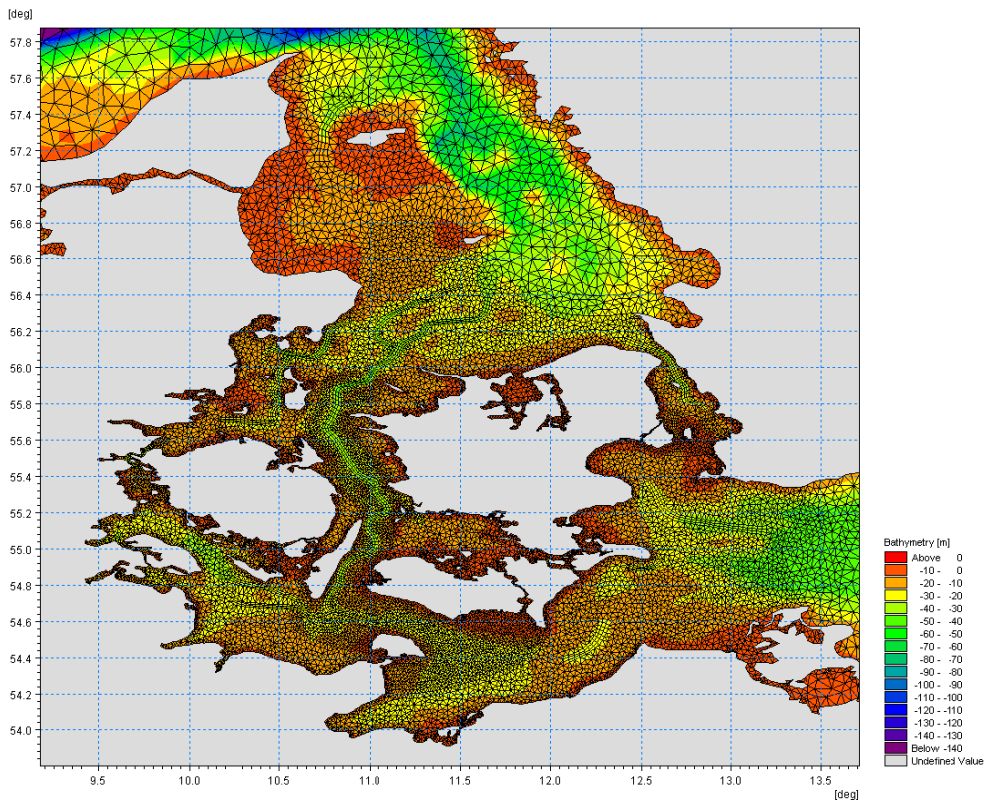 [deg]
57.8
57.6
57.4
57.2
57.0
56.8
56.6
56.4
56.2
56.0
55.8
55.6
55.4
55.2
55.0
54.8
54.6
54.4
54.2
54.0
9.5 10.0 10.5 11.0 11.5 12.0 12.5 13.0 13.5
[deg]
Bathymetry [m]
Above 0
-10 - 0
-20 - -10
-30 - -20
-40 - -30
-50 - -40
-60 - -50
-70 - -60
-80 - -70
-90 - -80
-100 - -90
-110 - -100
-120 - -110
-130 - -120
-140 - -130
Below -140
Undefined Value